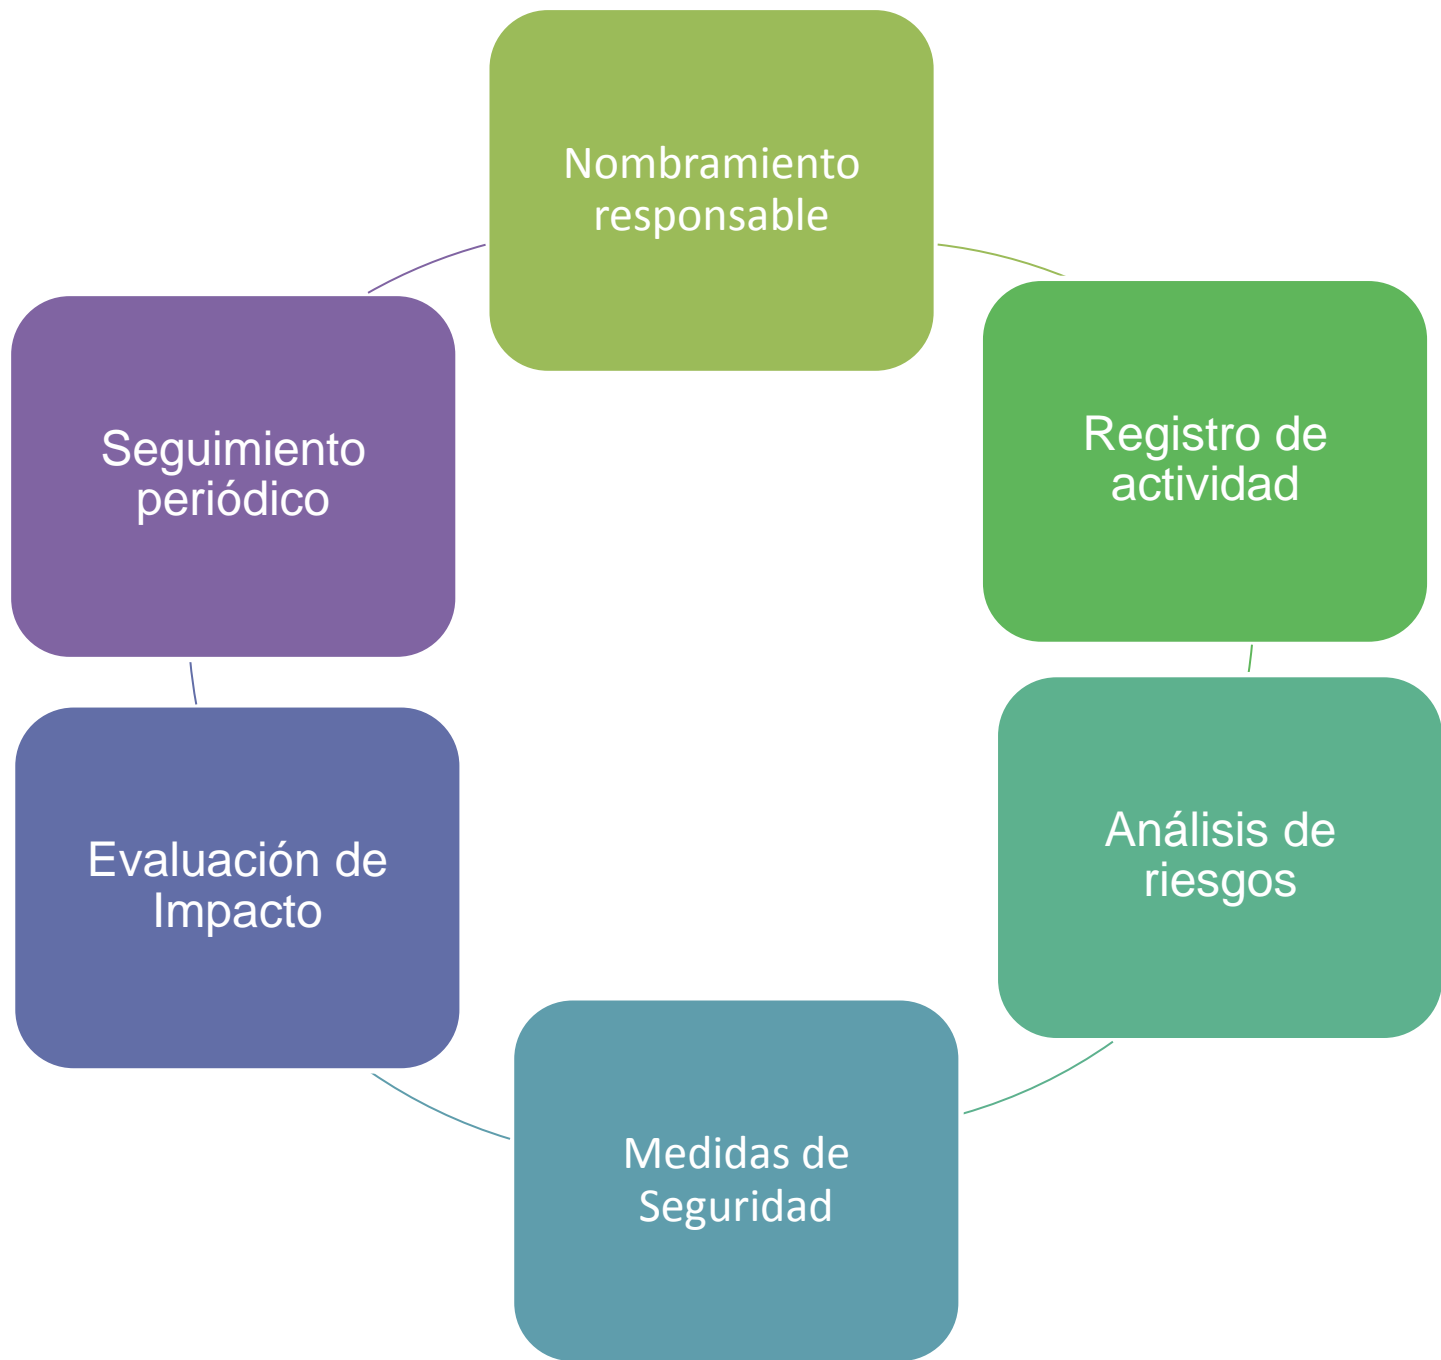 Nombramiento
responsable
Registro de
actividad
Análisis de
riesgos
Medidas de
Seguridad
Evaluación de
Impacto
Seguimiento
periódico